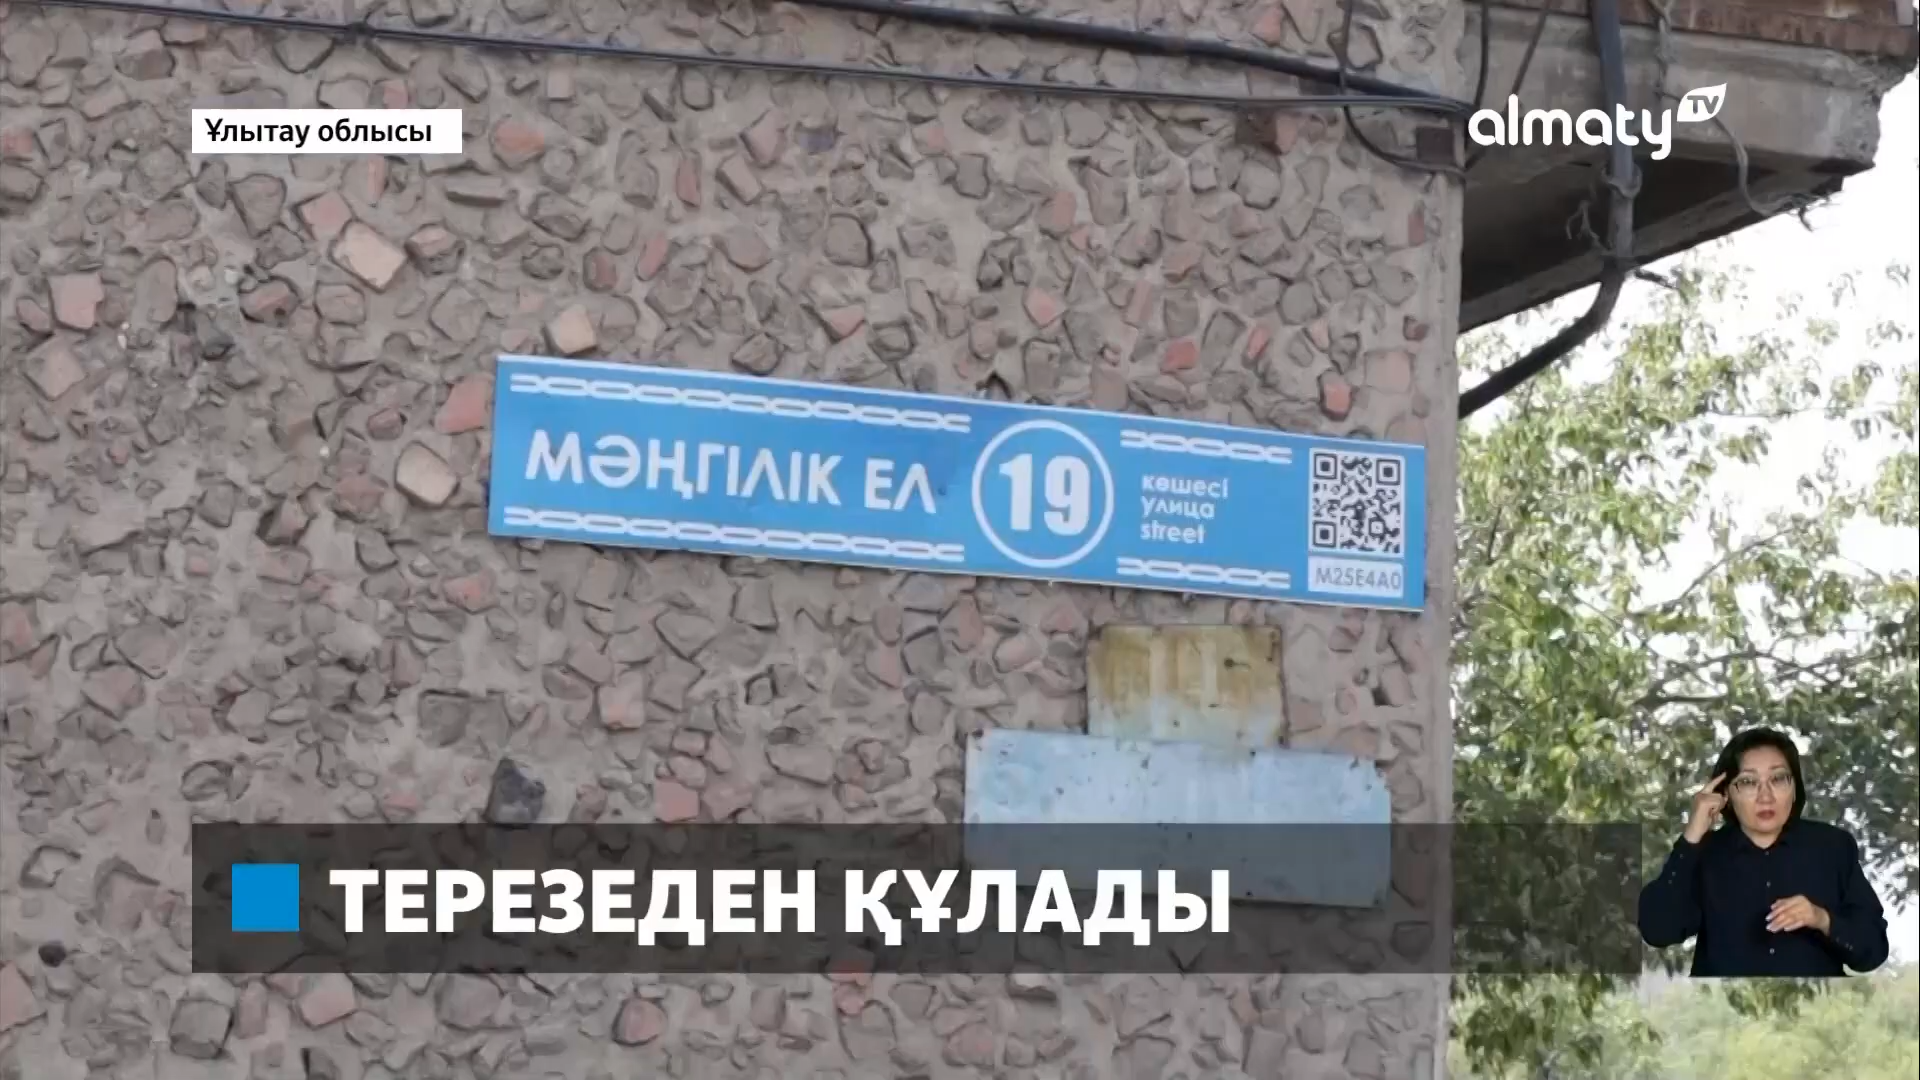 Ұлытау облысы
almaty TV
МӘҢГІЛІК ЕЛ
19
көшесі
улица
street
M25E4A0
ТЕРЕЗЕДЕН ҚҰЛАДЫ